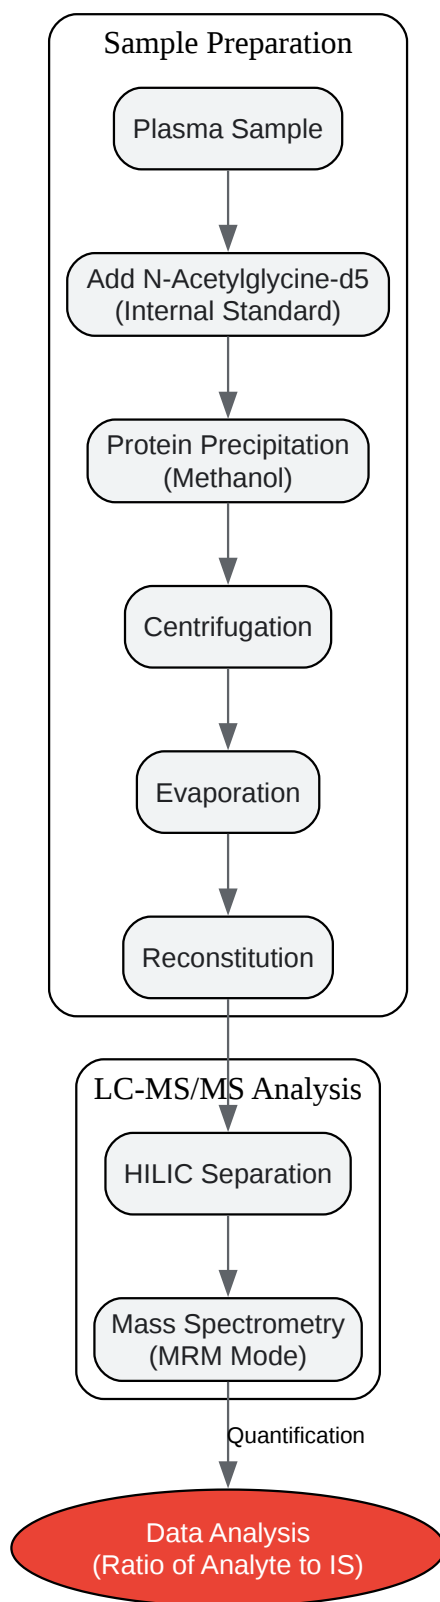 Sample Preparation
Plasma Sample
Add N-Acetylglycine-d5
(Internal Standard)
Protein Precipitation
(Methanol)
Centrifugation
Evaporation
Reconstitution
LC-MS/MS Analysis
HILIC Separation
Mass Spectrometry
(MRM Mode)
Quantification
Data Analysis
(Ratio of Analyte to IS)